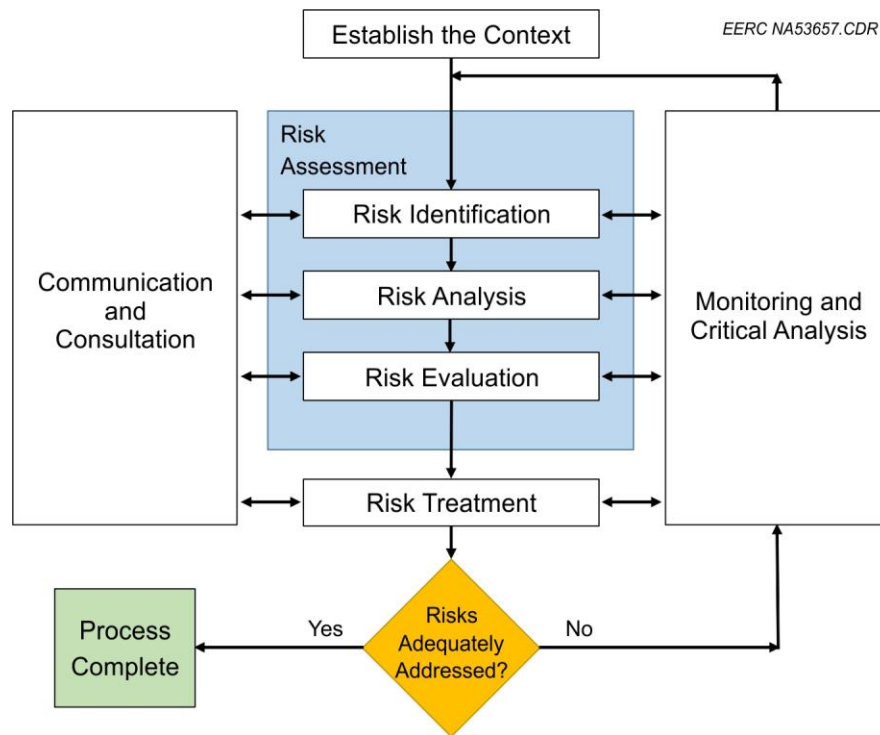 Establish the Context
EERC NA53657.CDR
Risk
Assessment
Risk Identification
Communication
and
Consultation
Risk Analysis
Monitoring and
Critical Analysis
Risk Evaluation
Risk Treatment
Risks
Adequately
Addressed?
Yes
No
Process
Complete